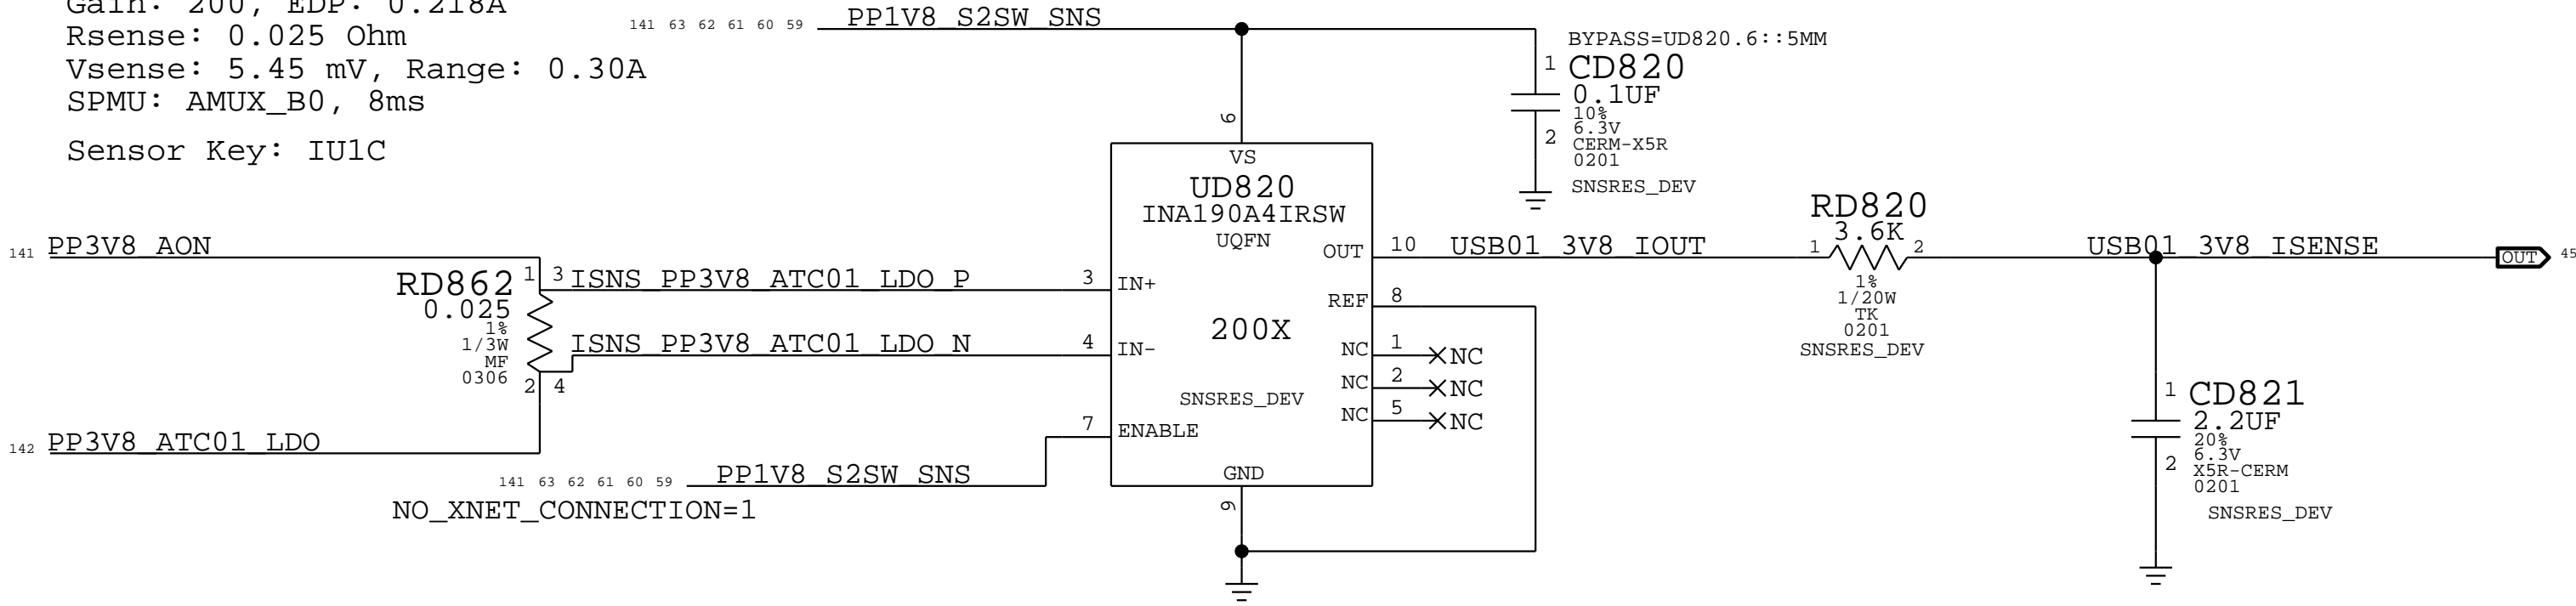 Gain: 200, EDP: 0.218A
Rsense: 0.025 Ohm
Vsense: 5.45 mV, Range: 0.30A
SPMU: AMUX_B0, 8ms
Sensor Key: IU1C
141 63 62 61 60 59 PP1V8_S2SW_SNS
BYPASS=UD820.6::5MM
1 CD820
0.1UF
10%
6.3V
2 CERM-X5R
0201
SNSRES_DEV
6
VS
UD820
INA190A4IRSW
UQFN
200X
SNSRES_DEV
GND
9
141 PP3V8_AON
RD862
0.025
1%
1/3W
MF
0306
1 3
2 4
ISNS_PP3V8_ATC01_LDO_P 3 IN+
ISNS_PP3V8_ATC01_LDO_N 4 IN-
7 ENABLE
142 PP3V8_ATC01_LDO
141 63 62 61 60 59 PP1V8_S2SW_SNS
NO_XNET_CONNECTION=1
OUT 10 USB01_3V8_IOUT
REF 8
NC 1 NC
NC 2 NC
NC 5 NC
RD820
1 3.6K 2
1%
1/20W
TK
0201
SNSRES_DEV
USB01_3V8_ISENSE OUT 45
1 CD821
2.2UF
20%
6.3V
2 X5R-CERM
0201
SNSRES_DEV